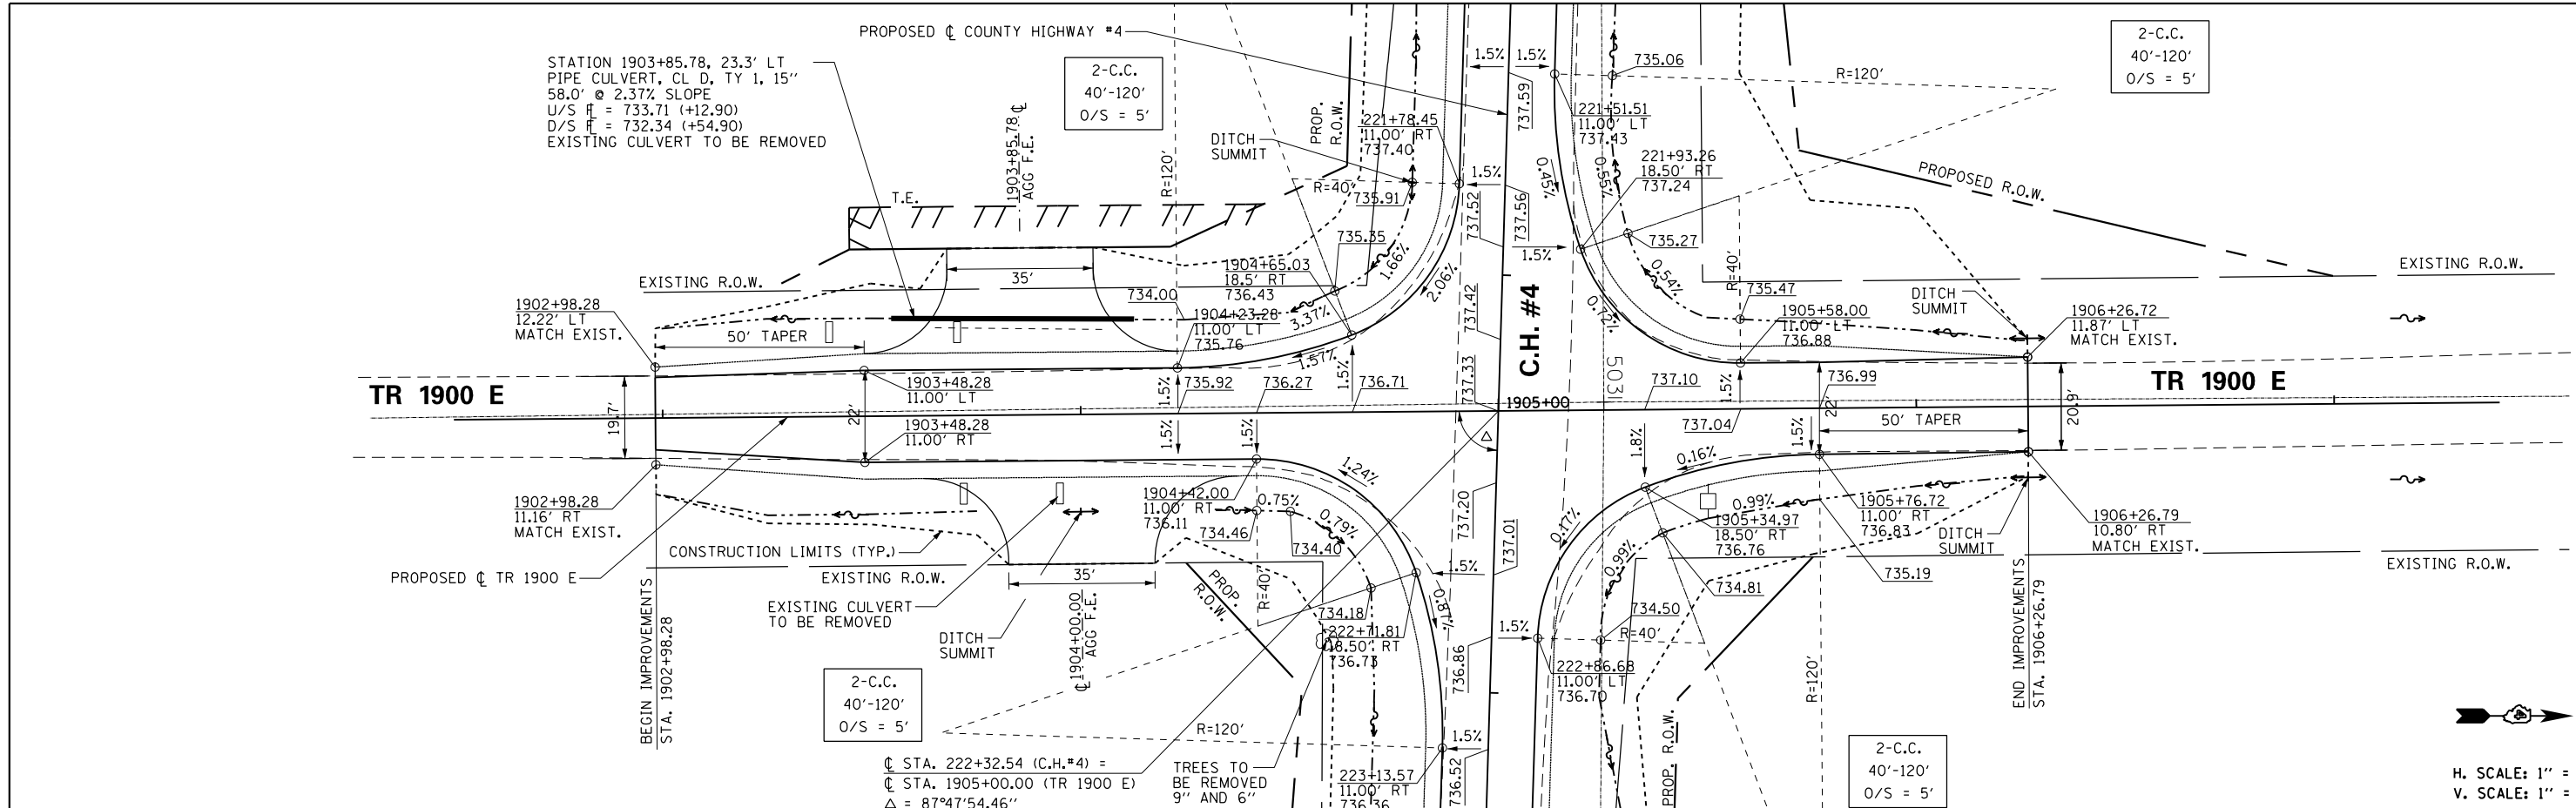 PROPOSED ℄ COUNTY HIGHWAY #4
STATION 1903+85.78, 23.3' LT
PIPE CULVERT, CL D, TY 1, 15"
58.0' @ 2.37% SLOPE
U/S F̵L = 733.71 (+12.90)
D/S F̵L = 732.34 (+54.90)
EXISTING CULVERT TO BE REMOVED
2-C.C.
40'-120'
O/S = 5'
1903+85.78 ℄
AGG F.E.
T.E.
R=120'
PROP.
R.O.W.
DITCH
SUMMIT
221+78.45
11.00' RT
737.40
R=40'
735.91
735.35
1.66%
2.06%
1904+65.03
18.5' RT
736.43
734.00
3.37%
1904+23.28
11.00' LT
735.76
1.57%
EXISTING R.O.W.
35'
1902+98.28
12.22' LT
MATCH EXIST.
50' TAPER
1.5%
1.5%
737.59
1.5%
737.52
737.56
1.5%
737.42
737.33
C.H. #4
503
221+51.51
11.00' LT
737.43
735.06
R=120'
2-C.C.
40'-120'
O/S = 5'
0.45%
0.55%
221+93.26
18.50' RT
737.24
735.27
0.54%
0.72%
R=40'
735.47
1905+58.00
11.00' LT
736.88
PROPOSED R.O.W.
EXISTING R.O.W.
DITCH
SUMMIT
1906+26.72
11.87' LT
MATCH EXIST.
TR 1900 E
19.7'
1903+48.28
11.00' LT
22'
1903+48.28
11.00' RT
1.5%
735.92
736.27
1.5%
736.71
1.5%
1.5%
1905+00
Δ
737.10
1.5%
736.99
737.04
22'
50' TAPER
1.8%
1.5%
20.9'
TR 1900 E
1902+98.28
11.16' RT
MATCH EXIST.
CONSTRUCTION LIMITS (TYP.)
PROPOSED ℄ TR 1900 E
EXISTING R.O.W.
EXISTING CULVERT
TO BE REMOVED
DITCH
SUMMIT
35'
℄ 1904+00.00
AGG F.E.
1904+42.00
11.00' RT
736.11
0.75%
734.46
734.40
0.79%
1.24%
R=40'
PROP.
R.O.W.
734.18
222+71.81
18.50' RT
736.73
1.5%
0.87%
737.20
737.01
736.86
1.5%
0.16%
0.17%
0.99%
1905+34.97
18.50' RT
736.76
0.99%
734.81
734.50
R=40'
222+86.68
11.00' LT
736.70
1905+76.72
11.00' RT
736.83
735.19
DITCH
SUMMIT
1906+26.79
10.80' RT
MATCH EXIST.
EXISTING R.O.W.
BEGIN IMPROVEMENTS
STA. 1902+98.28
END IMPROVEMENTS
STA. 1906+26.79
2-C.C.
40'-120'
O/S = 5'
R=120'
1.5%
736.52
R=120'
PROP. R.O.W.
2-C.C.
40'-120'
O/S = 5'
℄ STA. 222+32.54 (C.H.#4) =
℄ STA. 1905+00.00 (TR 1900 E)
Δ = 87°47'54.46"
TREES TO
BE REMOVED
9" AND 6"
223+13.57
11.00' RT
736.36
H. SCALE: 1" =
V. SCALE: 1" =